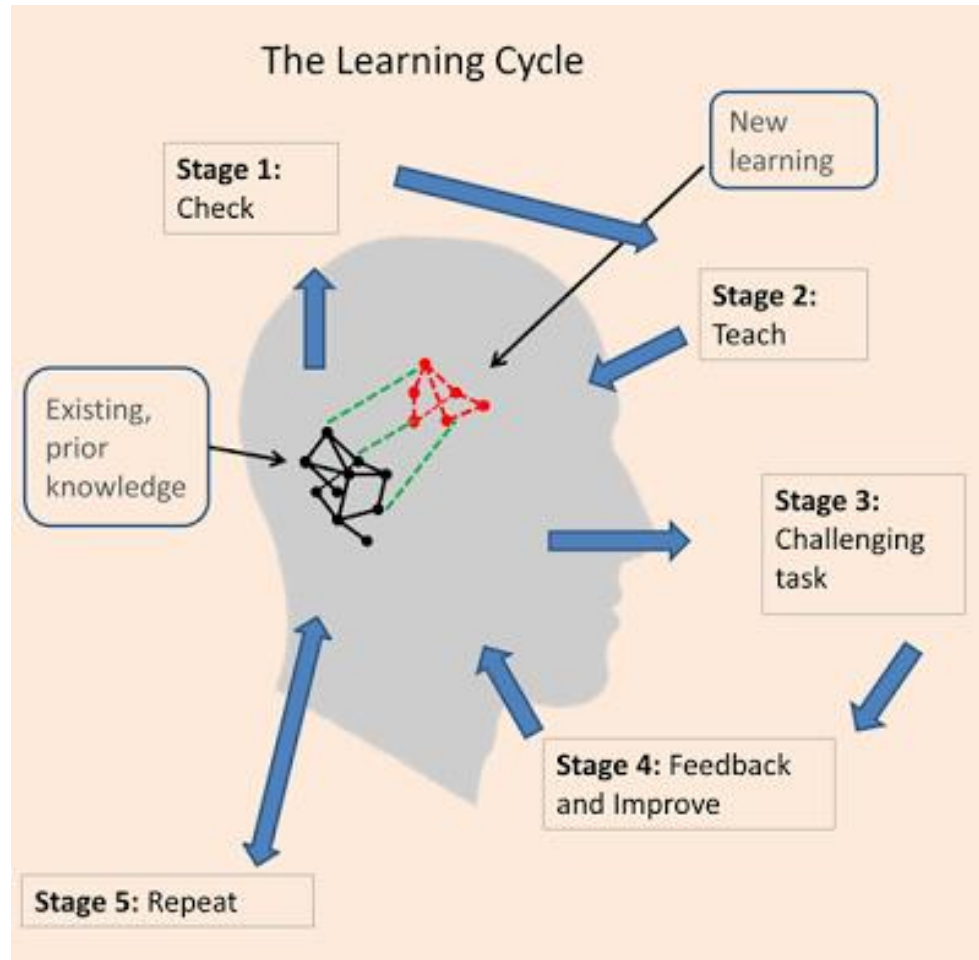 The Learning Cycle
New
learning
Stage 1:
Check
Stage 2:
Teach
Existing,
prior
knowledge
Stage 3:
Challenging
task
Stage 4: Feedback
and Improve
Stage 5: Repeat